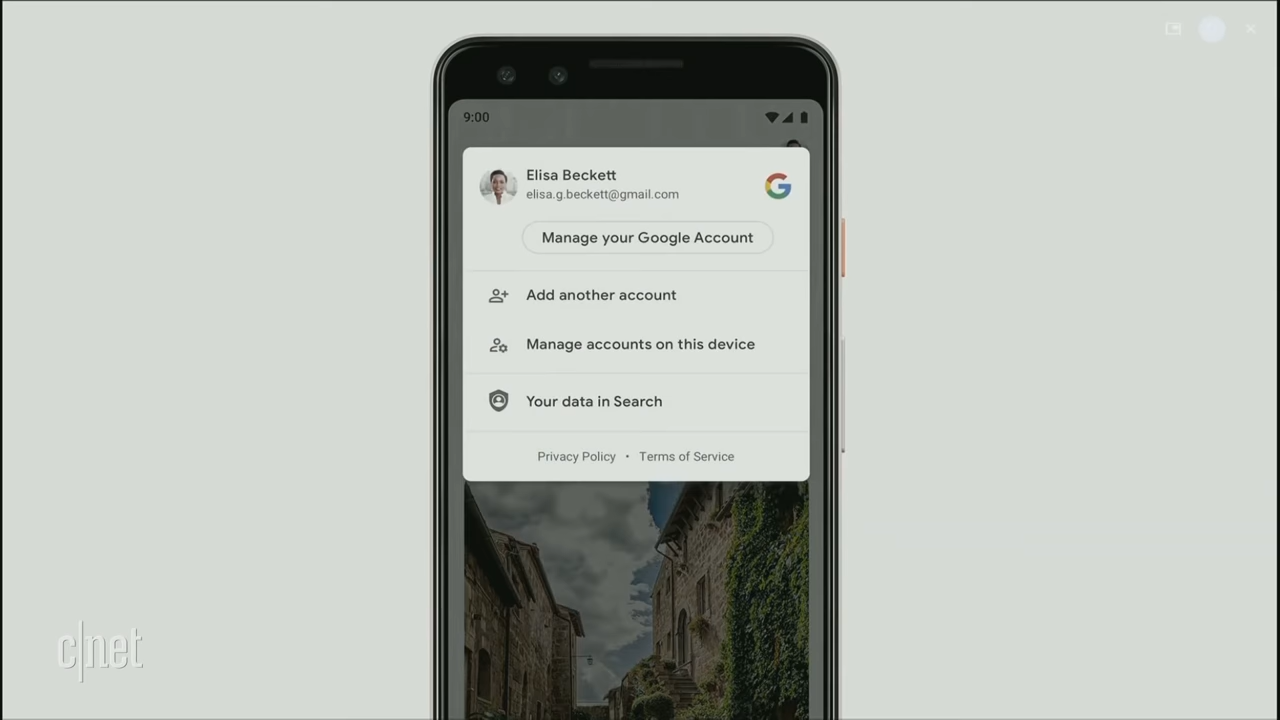 9:00
Elisa Beckett
elisa.g.beckett@gmail.com
Manage your Google Account
Add another account
Manage accounts on this device
Your data in Search
Privacy Policy • Terms of Service
c|net